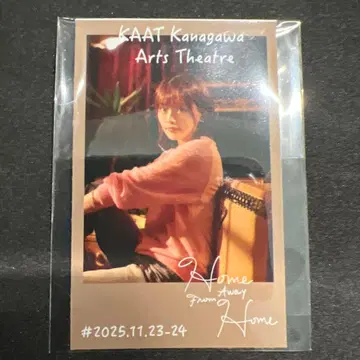 KAAT Kanagawa
Arts Theatre
Home
Away
From
Home
#2025.11.23-24